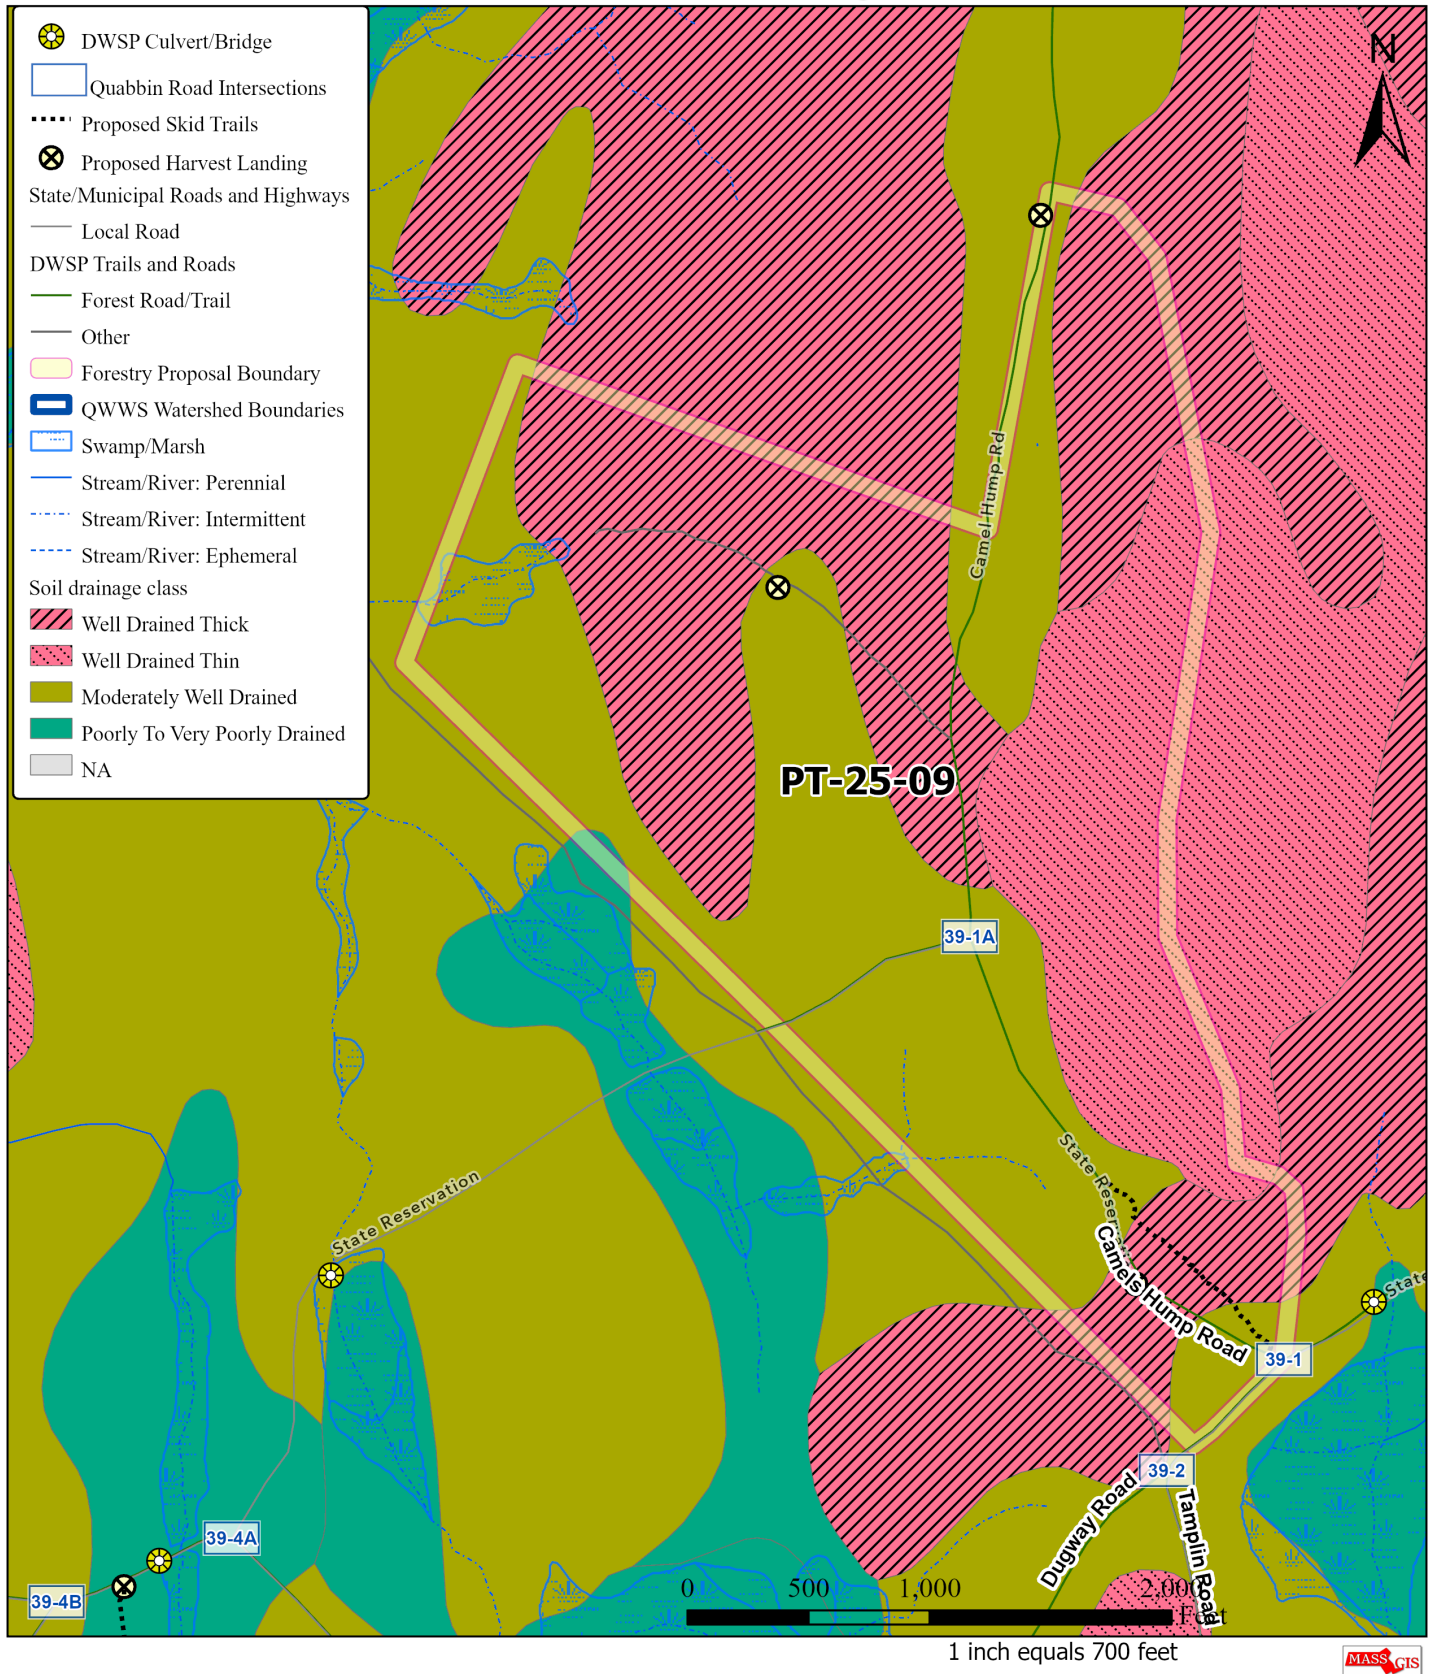 DWSP Culvert/Bridge
Quabbin Road Intersections
Proposed Skid Trails
Proposed Harvest Landing
State/Municipal Roads and Highways
Local Road
DWSP Trails and Roads
Forest Road/Trail
Other
Forestry Proposal Boundary
QWWS Watershed Boundaries
Swamp/Marsh
Stream/River: Perennial
Stream/River: Intermittent
Stream/River: Ephemeral
Soil drainage class
Well Drained Thick
Well Drained Thin
Moderately Well Drained
Poorly To Very Poorly Drained
NA
N
Camel Hump Rd
PT-25-09
39-1A
State Reservation
State Reservation
Camels Hump Road
State
39-1
39-2
Dugway Road
Tamplin Road
39-4A
39-4B
0 500 1,000 2,000
Feet
1 inch equals 700 feet
MASS GIS